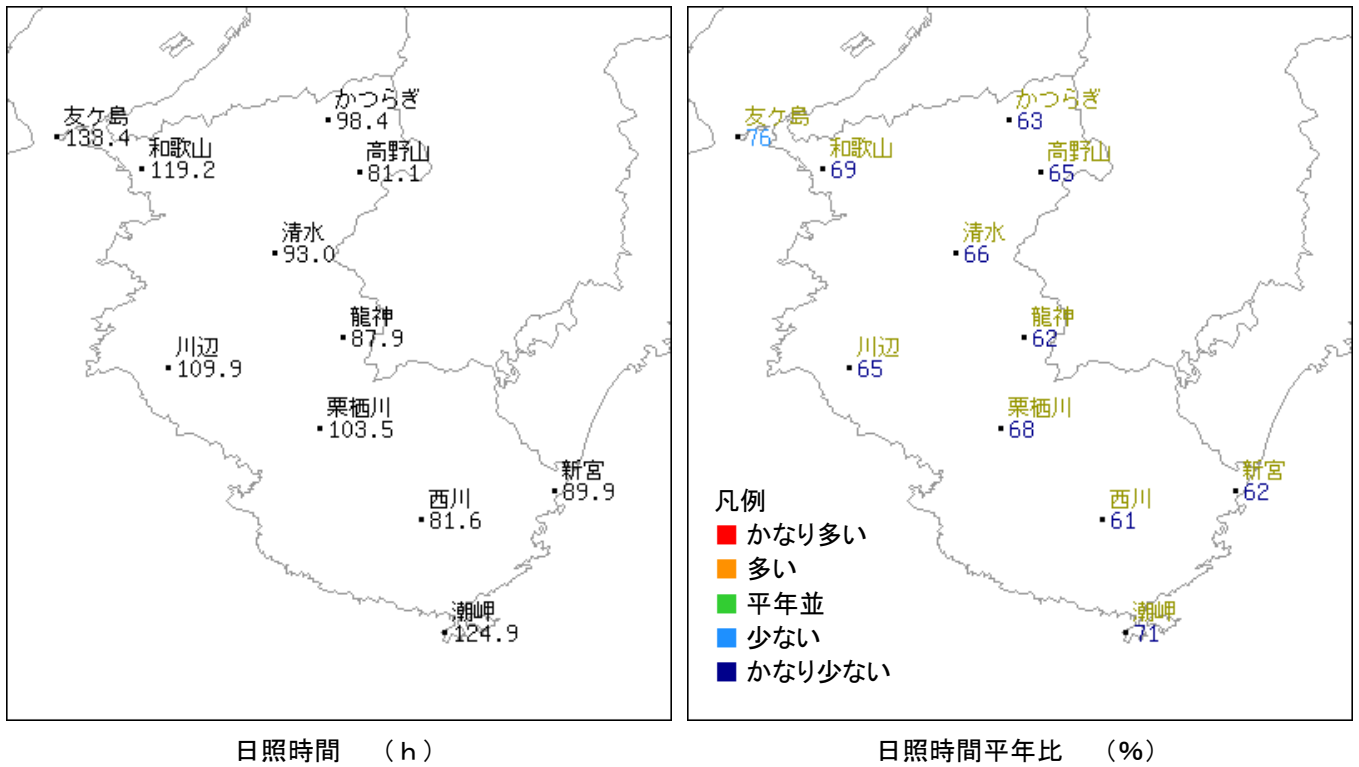 友ケ島
133.4
和歌山
119.2
かつらぎ
98.4
高野山
81.1
清水
93.0
龍神
87.9
川辺
109.9
栗栖川
103.5
新宮
89.9
西川
81.6
潮岬
124.9
日照時間 （ｈ）
友ケ島
76
和歌山
69
かつらぎ
63
高野山
65
清水
66
龍神
62
川辺
65
栗栖川
68
新宮
62
西川
61
潮岬
71
凡例
かなり多い
多い
平年並
少ない
かなり少ない
日照時間平年比 （%）